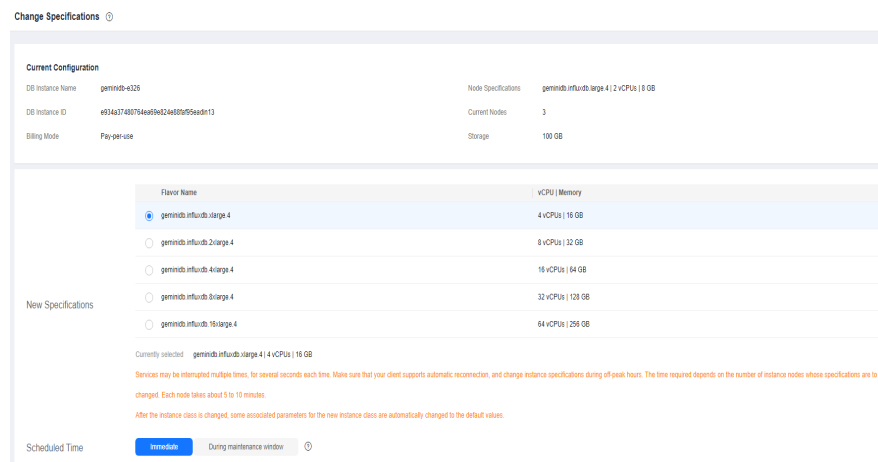 Change Specifications ?
Current Configuration
DB Instance Name geminidb-e326 Node Specifications geminidb.influxdb.large.4 | 2 vCPUs | 8 GB
DB Instance ID e934a37480764ea69e824e88faf95eadin13 Current Nodes 3
Billing Mode Pay-per-use Storage 100 GB
Flavor Name vCPU | Memory
geminidb.influxdb.xlarge.4 4 vCPUs | 16 GB
geminidb.influxdb.2xlarge.4 8 vCPUs | 32 GB
geminidb.influxdb.4xlarge.4 16 vCPUs | 64 GB
New Specifications geminidb.influxdb.8xlarge.4 32 vCPUs | 128 GB
geminidb.influxdb.16xlarge.4 64 vCPUs | 256 GB
Currently selected geminidb.influxdb.xlarge.4 | 4 vCPUs | 16 GB
Services may be interrupted multiple times, for several seconds each time. Make sure that your client supports automatic reconnection, and change instance specifications during off-peak hours. The time required depends on the number of instance nodes whose specifications are to
changed. Each node takes about 5 to 10 minutes.
After the instance class is changed, some associated parameters for the new instance class are automatically changed to the default values.
Scheduled Time Immediate During maintenance window ?